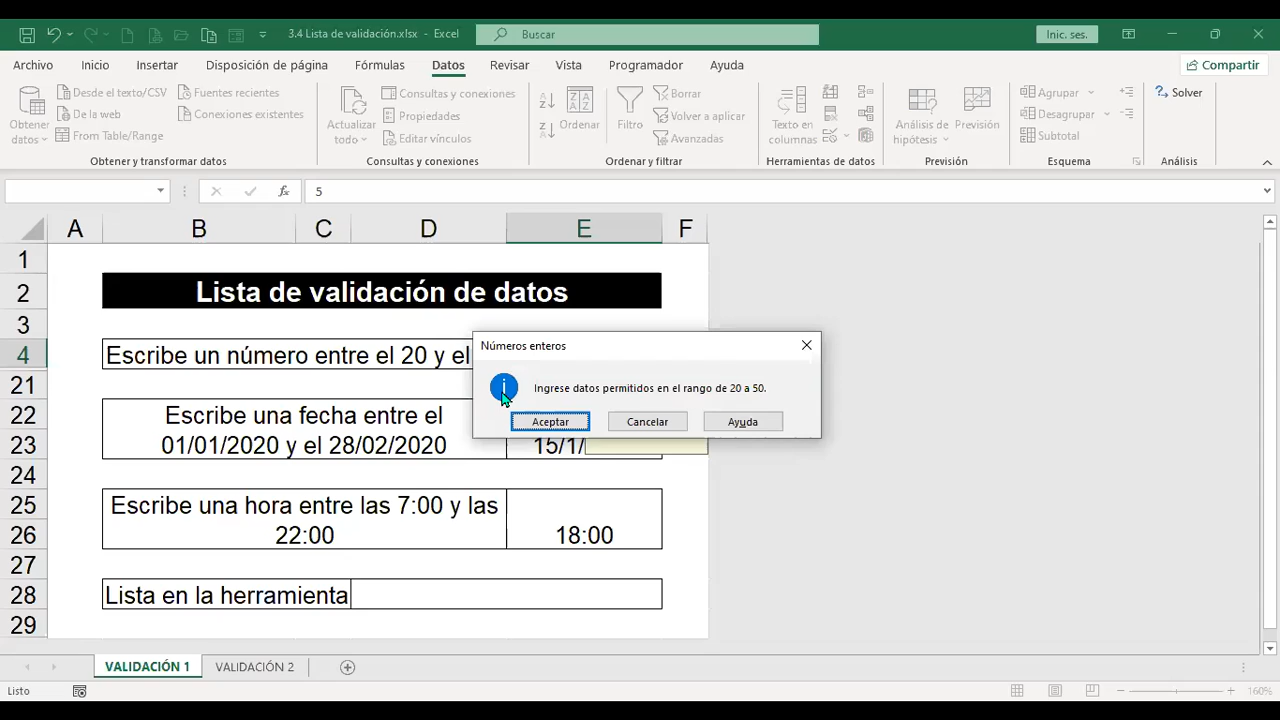 3.4 Lista de validación.xlsx - Excel
Buscar
Inic. ses.
Archivo
Inicio
Insertar
Disposición de página
Fórmulas
Datos
Revisar
Vista
Programador
Ayuda
Compartir
Obtener
datos
Desde el texto/CSV
De la web
From Table/Range
Fuentes recientes
Conexiones existentes
Obtener y transformar datos
Actualizar
todo
Consultas y conexiones
Propiedades
Editar vínculos
Consultas y conexiones
A
Z
Z
A
Z A
A Z
Ordenar
Filtro
Borrar
Volver a aplicar
Avanzadas
Ordenar y filtrar
Texto en
columnas
Herramientas de datos
Análisis de
hipótesis
Previsión
Previsión
Agrupar
Desagrupar
Subtotal
Esquema
?
Solver
Análisis
fx
5
A B C D E F
1
2 Lista de validación de datos
3
4 Escribe un número entre el 20 y el
21
22 Escribe una fecha entre el
23 01/01/2020 y el 28/02/2020 15/1/
24
25 Escribe una hora entre las 7:00 y las
26 22:00 18:00
27
28 Lista en la herramienta
29
Números enteros
i
Ingrese datos permitidos en el rango de 20 a 50.
Aceptar
Cancelar
Ayuda
VALIDACIÓN 1
VALIDACIÓN 2
Listo
160%